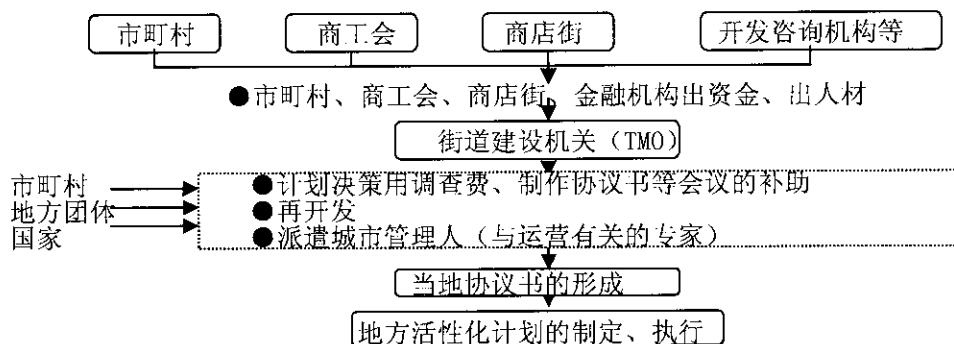 市町村 商工会 商店街 开发咨询机构等
●市町村、商工会、商店街、金融机构出资金、出人材
街道建设机关（TMO）
市町村
地方团体
国家
●计划决策用调查费、制作协议书等会议的补助
●再开发
●派遣城市管理人（与运营有关的专家）
当地协议书的形成
地方活性化计划的制定、执行